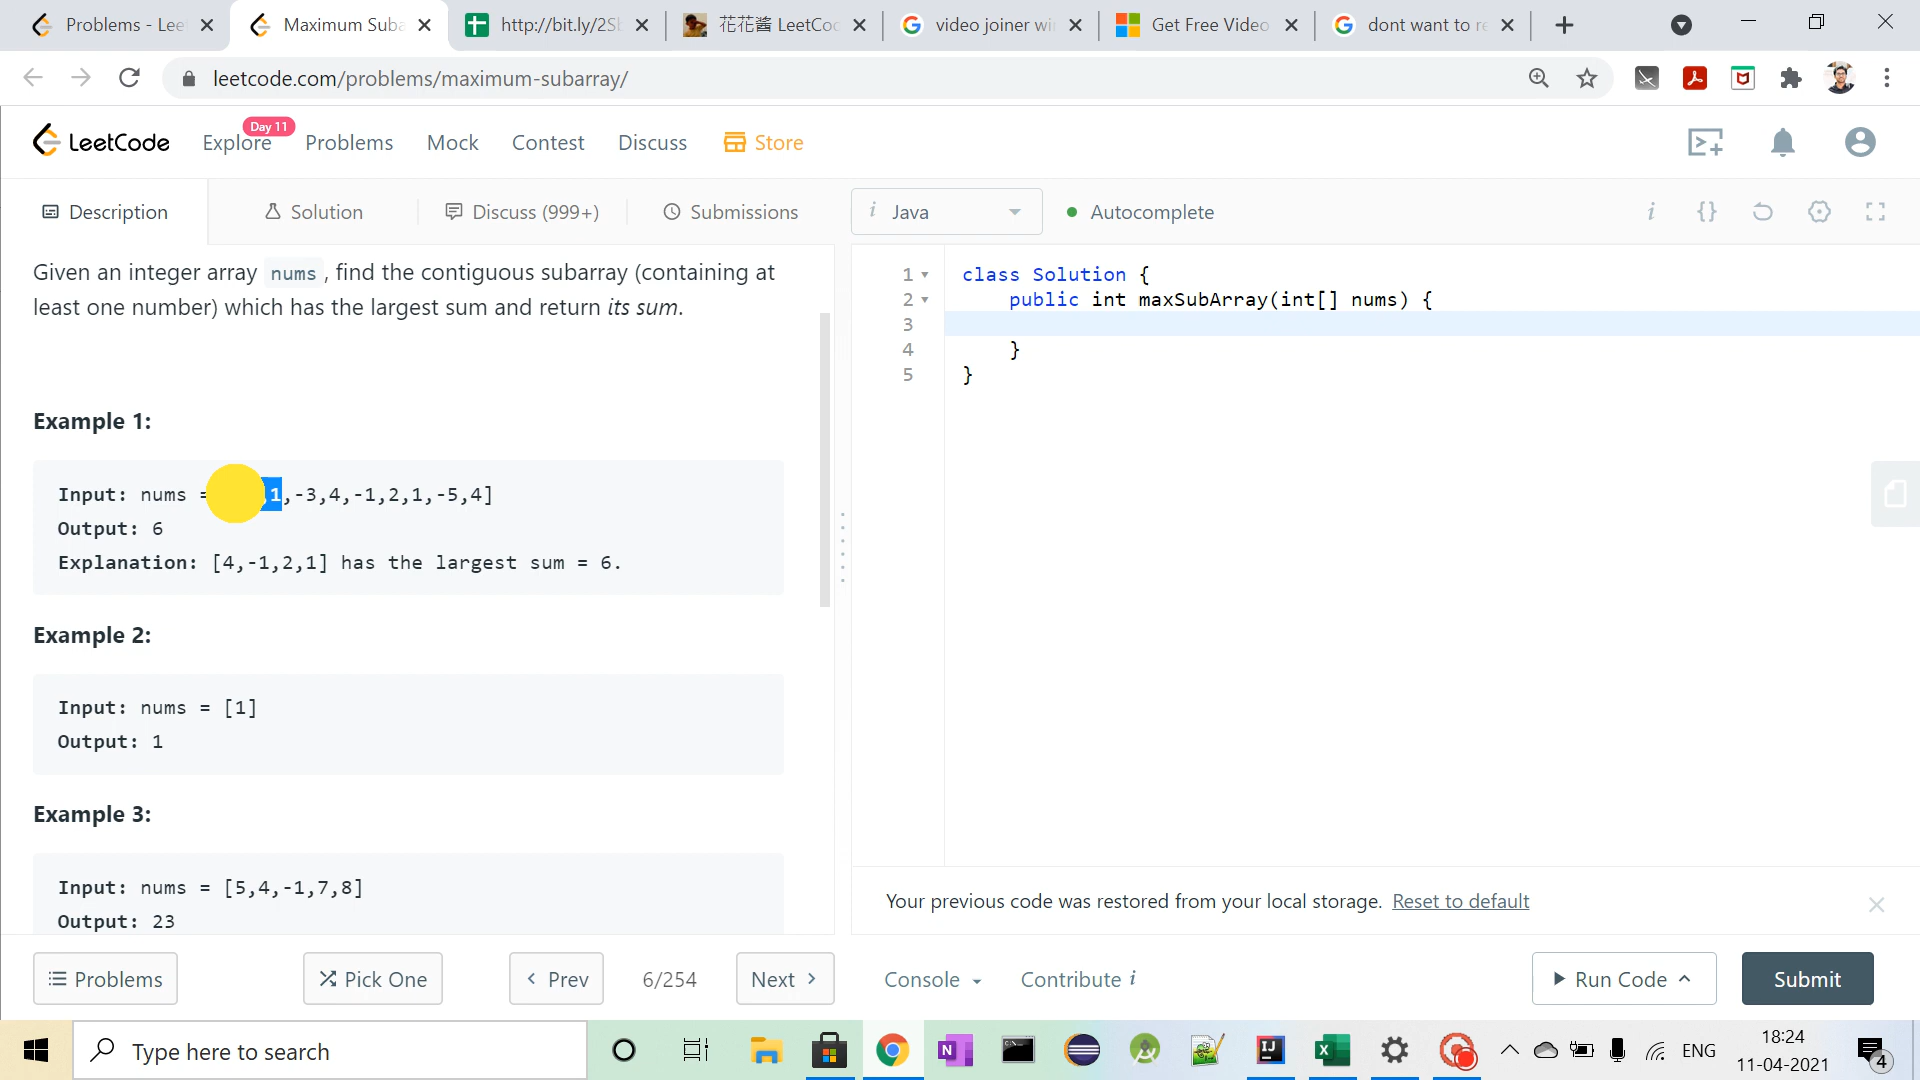 Problems - Lee
Maximum Suba
http://bit.ly/2S
花花酱 LeetCo
video joiner wi
Get Free Video
dont want to re
leetcode.com/problems/maximum-subarray/
LeetCode
Explore
Day 11
Problems
Mock
Contest
Discuss
Store
Description
Solution
Discuss (999+)
Submissions
i Java
Autocomplete
Given an integer array nums, find the contiguous subarray (containing at
least one number) which has the largest sum and return its sum.
Example 1:
Input: nums = ,1,-3,4,-1,2,1,-5,4]
Output: 6
Explanation: [4,-1,2,1] has the largest sum = 6.
Example 2:
Input: nums = [1]
Output: 1
Example 3:
Input: nums = [5,4,-1,7,8]
Output: 23
1 class Solution {
2 public int maxSubArray(int[] nums) {
3
4 }
5 }
Your previous code was restored from your local storage. Reset to default
Problems
Pick One
Prev
6/254
Next
Console
Contribute i
Run Code
Submit
Type here to search
ENG
18:24
11-04-2021
4